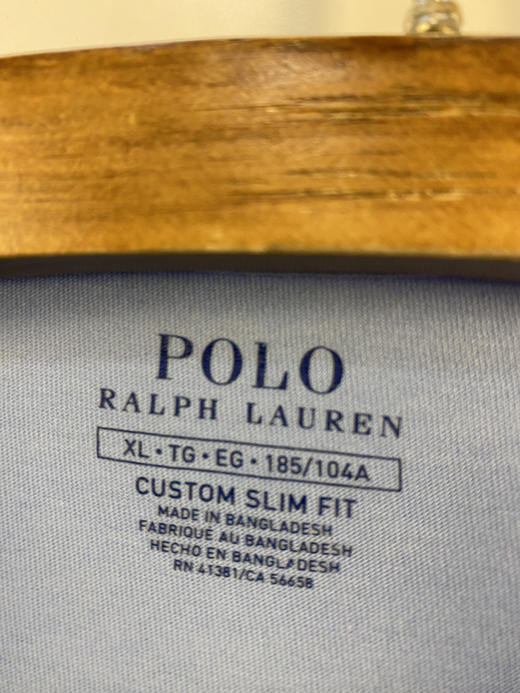 POLO
RALPH LAUREN
XL • TG • EG • 185/104A
CUSTOM SLIM FIT
MADE IN BANGLADESH
FABRIQUÉ AU BANGLADESH
HECHO EN BANGLADESH
RN 41381/CA 56658